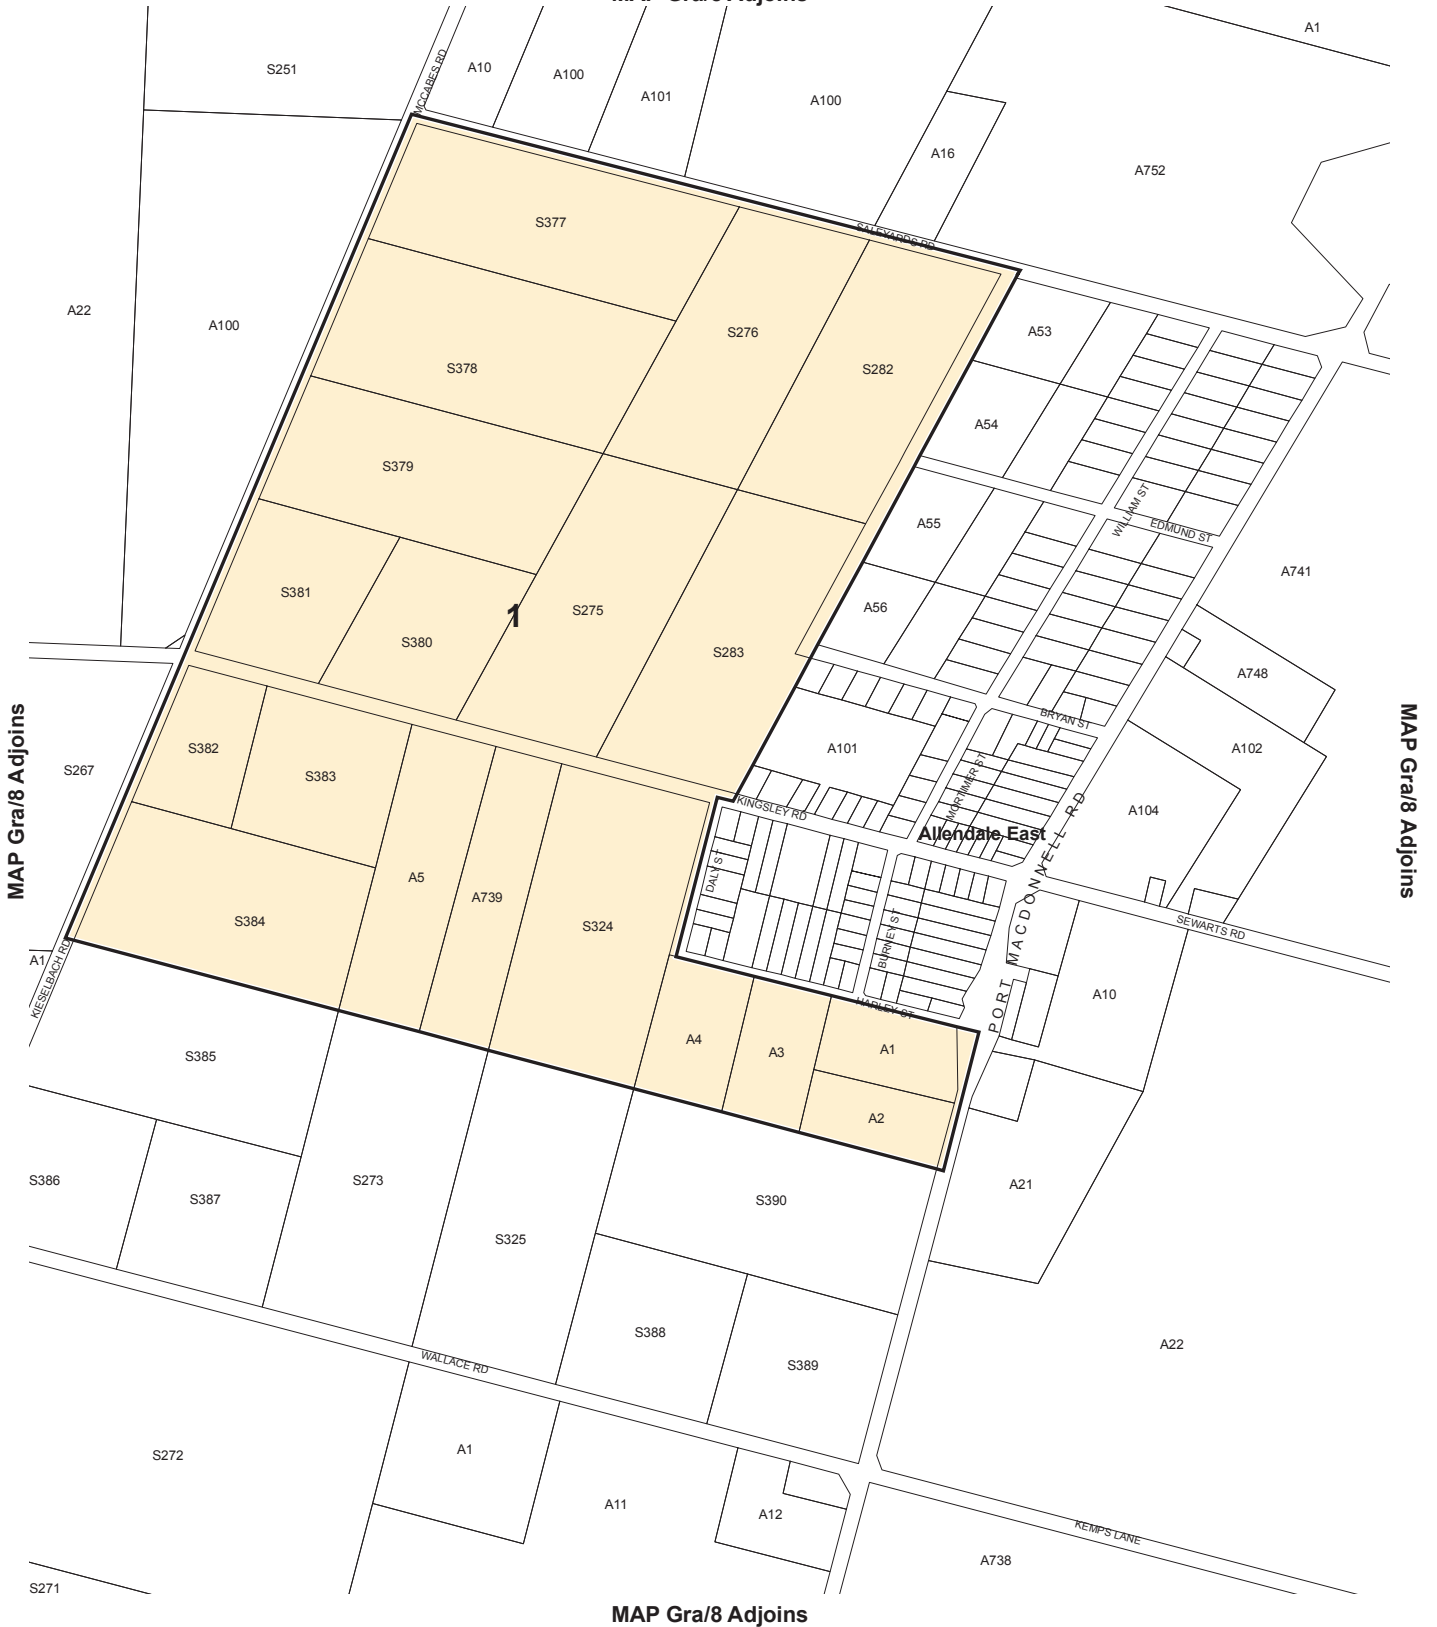 A1
S251
MCCABES RD
A10
A100
A101
A100
A16
A752
SALEYARDS RD
S377
A22
A100
S276
A53
S378
S282
A54
S379
WILLIAM ST
EDMUND ST
A55
A741
S381
A56
S275
1
S380
S283
A748
BRYAN ST
MAP Gra/8 Adjoins
MAP Gra/8 Adjoins
S267
S382
S383
A101
A102
MORTIMER ST
KINGSLEY RD
A104
Allendale East
DALY ST
A5
A739
S384
S324
BURNEY ST
PORT MACDONNELL RD
SEWARTS RD
A1
KIESELBACH RD
A10
HARLEY ST
A4
A3
A1
S385
A2
S386
S387
S273
S390
A21
S325
S388
S389
A22
WALLACE RD
S272
A1
A11
A12
KEMPS LANE
A738
S271
MAP Gra/8 Adjoins